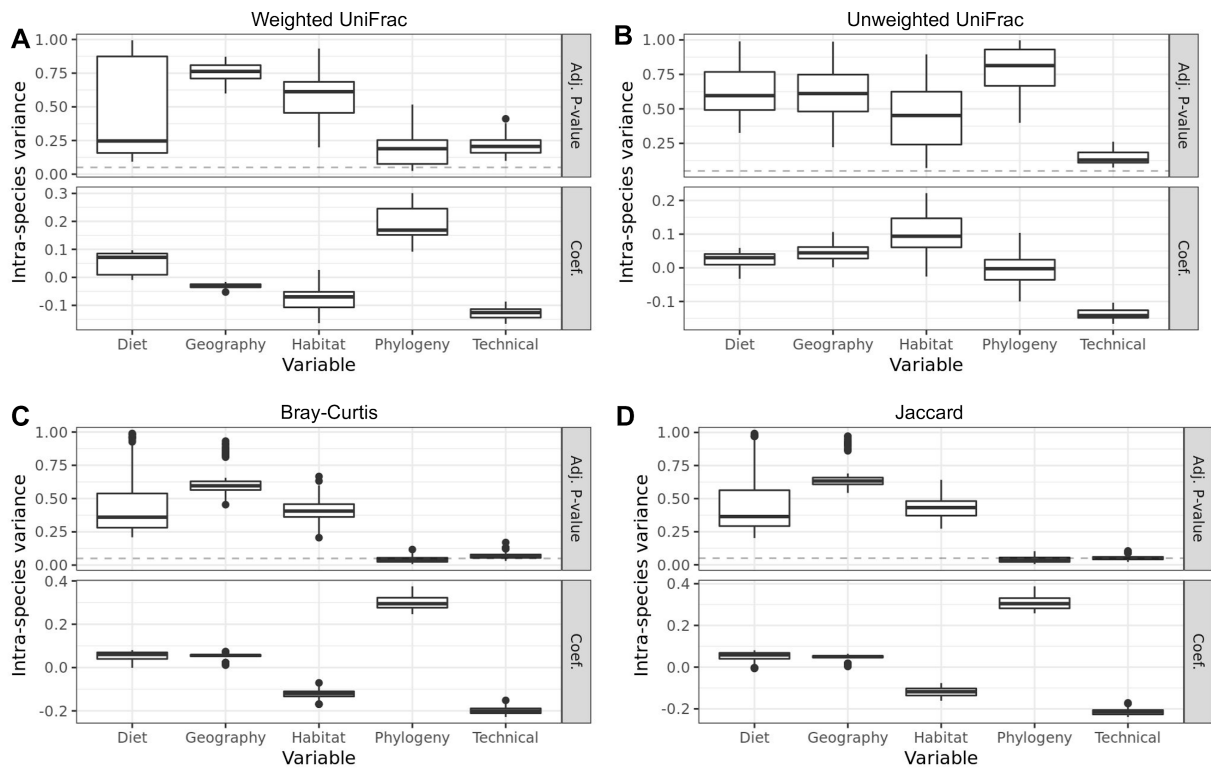 Weighted UniFrac
A
Intra-species variance
1.00
0.75
0.50
0.25
0.00
Adj. P-value
0.3
0.2
0.1
0.0
-0.1
Coef.
Diet Geography Habitat Phylogeny Technical
Variable
Unweighted UniFrac
B
Intra-species variance
1.00
0.75
0.50
0.25
Adj. P-value
0.2
0.1
0.0
-0.1
Coef.
Diet Geography Habitat Phylogeny Technical
Variable
Bray-Curtis
C
Intra-species variance
1.00
0.75
0.50
0.25
0.00
Adj. P-value
0.4
0.2
0.0
-0.2
Coef.
Diet Geography Habitat Phylogeny Technical
Variable
Jaccard
D
Intra-species variance
1.00
0.75
0.50
0.25
0.00
Adj. P-value
0.4
0.2
0.0
-0.2
Coef.
Diet Geography Habitat Phylogeny Technical
Variable